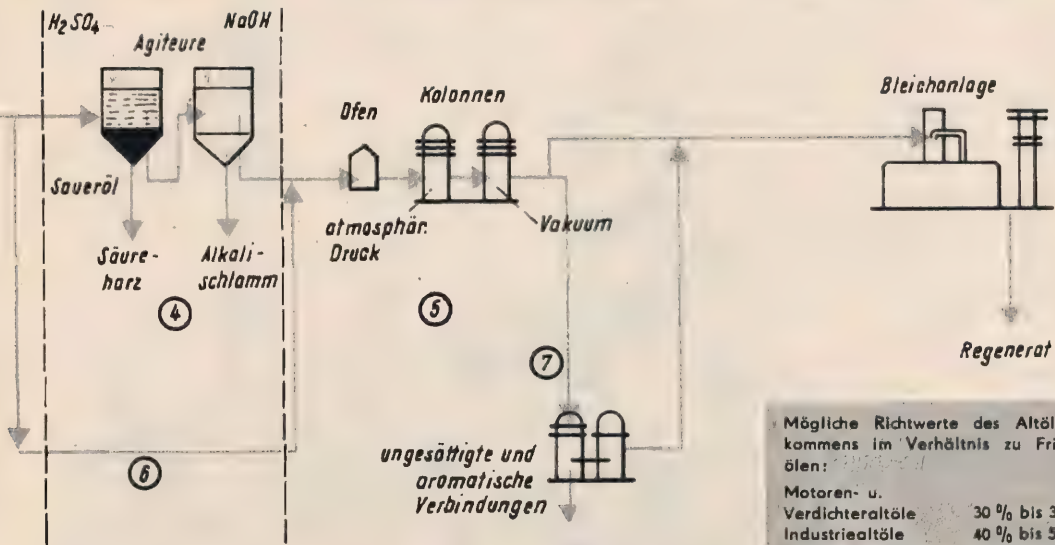 H₂SO₄
NaOH
Agiteure
Saueröl
Säure-
harz
Alkali-
schlamm
4
Ofen
Kolonnen
atmosphär.
Druck
Vakuum
5
6
7
ungesättigte und
aromatische
Verbindungen
Bleichanlage
Regenerat
Mögliche Richtwerte des Altöl
kommens im Verhältnis zu Fri
ölen:
Motoren- u.
Verdichteraltöle 30 % bis 3
Industriealtöle 40 % bis 5